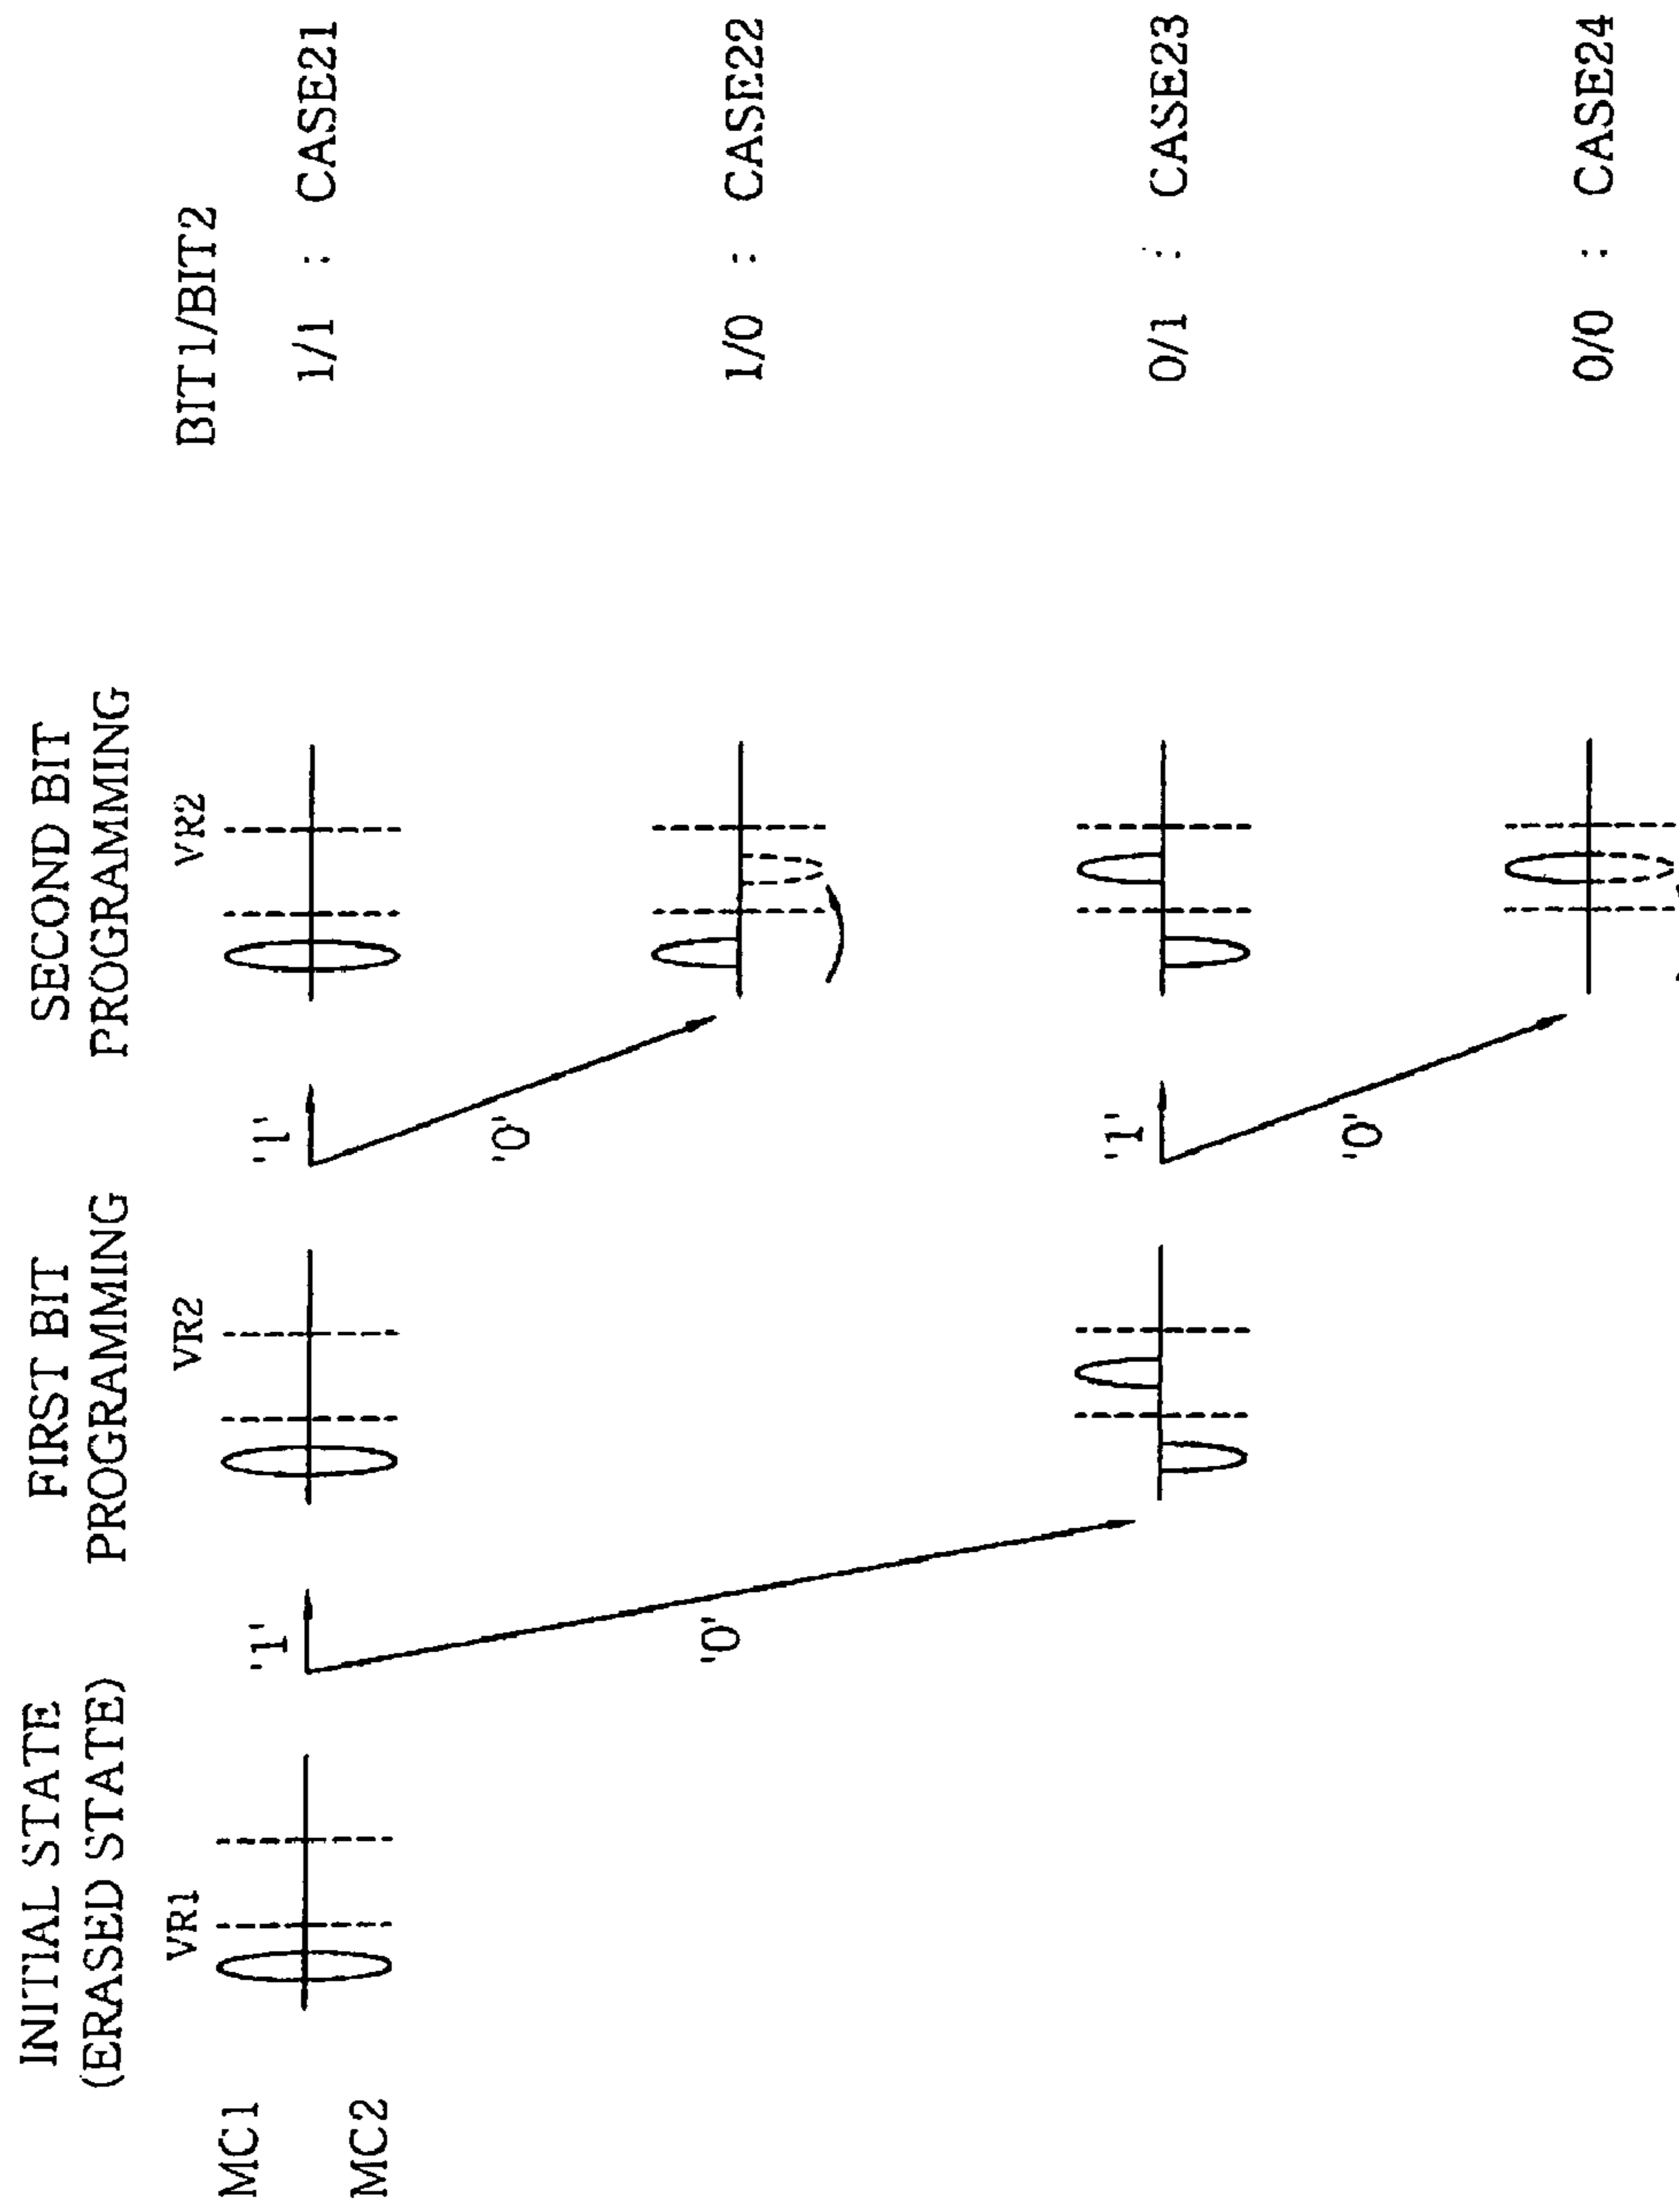 INITIAL STATE
(ERASED STATE)
FIRST BIT
PROGRAMMING
SECOND BIT
PROGRAMMING
VR1
VR2
VR2
BIT1/BIT2
MC1
MC2
'1'
'1'
1/1 : CASE21
'0'
1/0 : CASE22
'0'
'1'
0/1 : CASE23
'0'
0/0 : CASE24